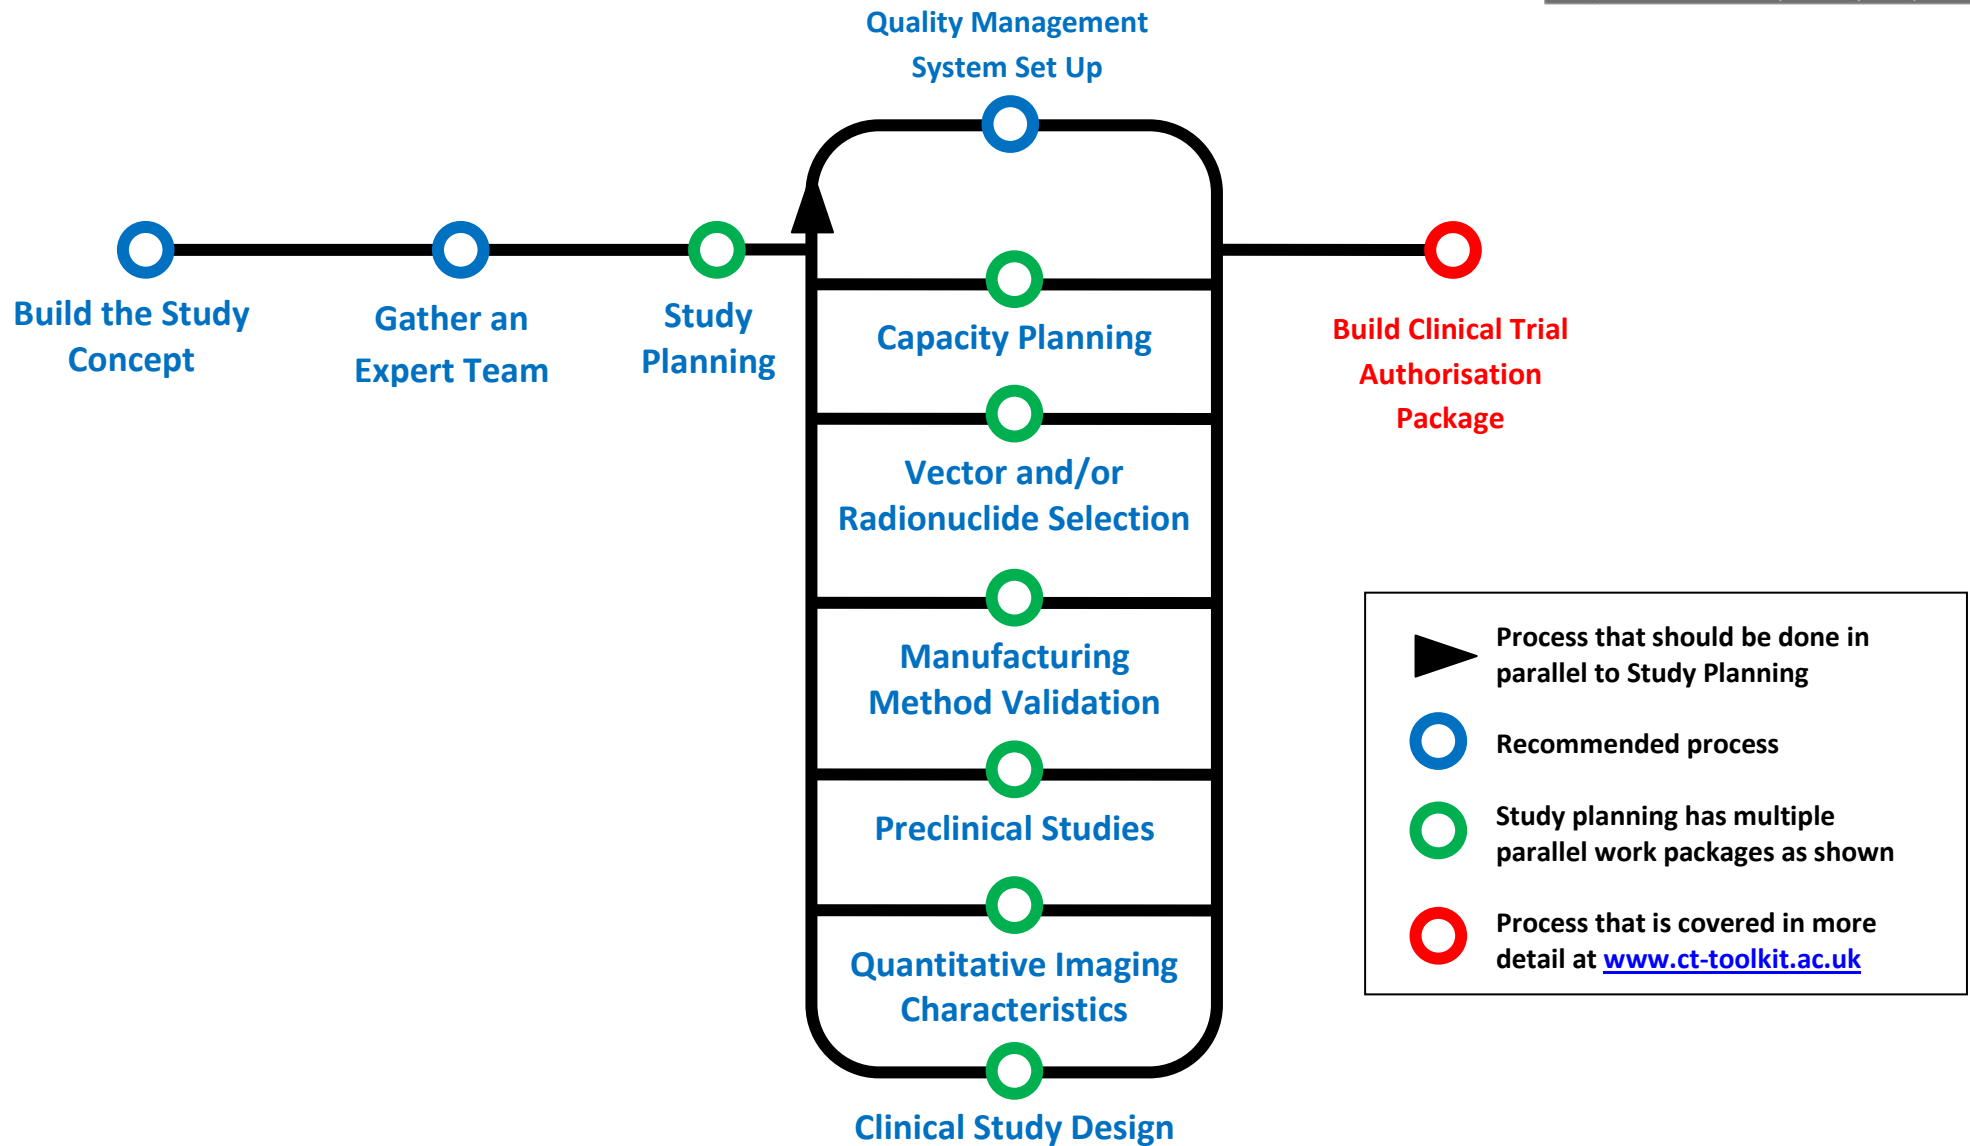 Quality Management
System Set Up
Build the Study
Concept
Gather an
Expert Team
Study
Planning
Capacity Planning
Vector and/or
Radionuclide Selection
Manufacturing
Method Validation
Preclinical Studies
Quantitative Imaging
Characteristics
Clinical Study Design
Build Clinical Trial
Authorisation
Package
Process that should be done in
parallel to Study Planning
Recommended process
Study planning has multiple
parallel work packages as shown
Process that is covered in more
detail at www.ct-toolkit.ac.uk